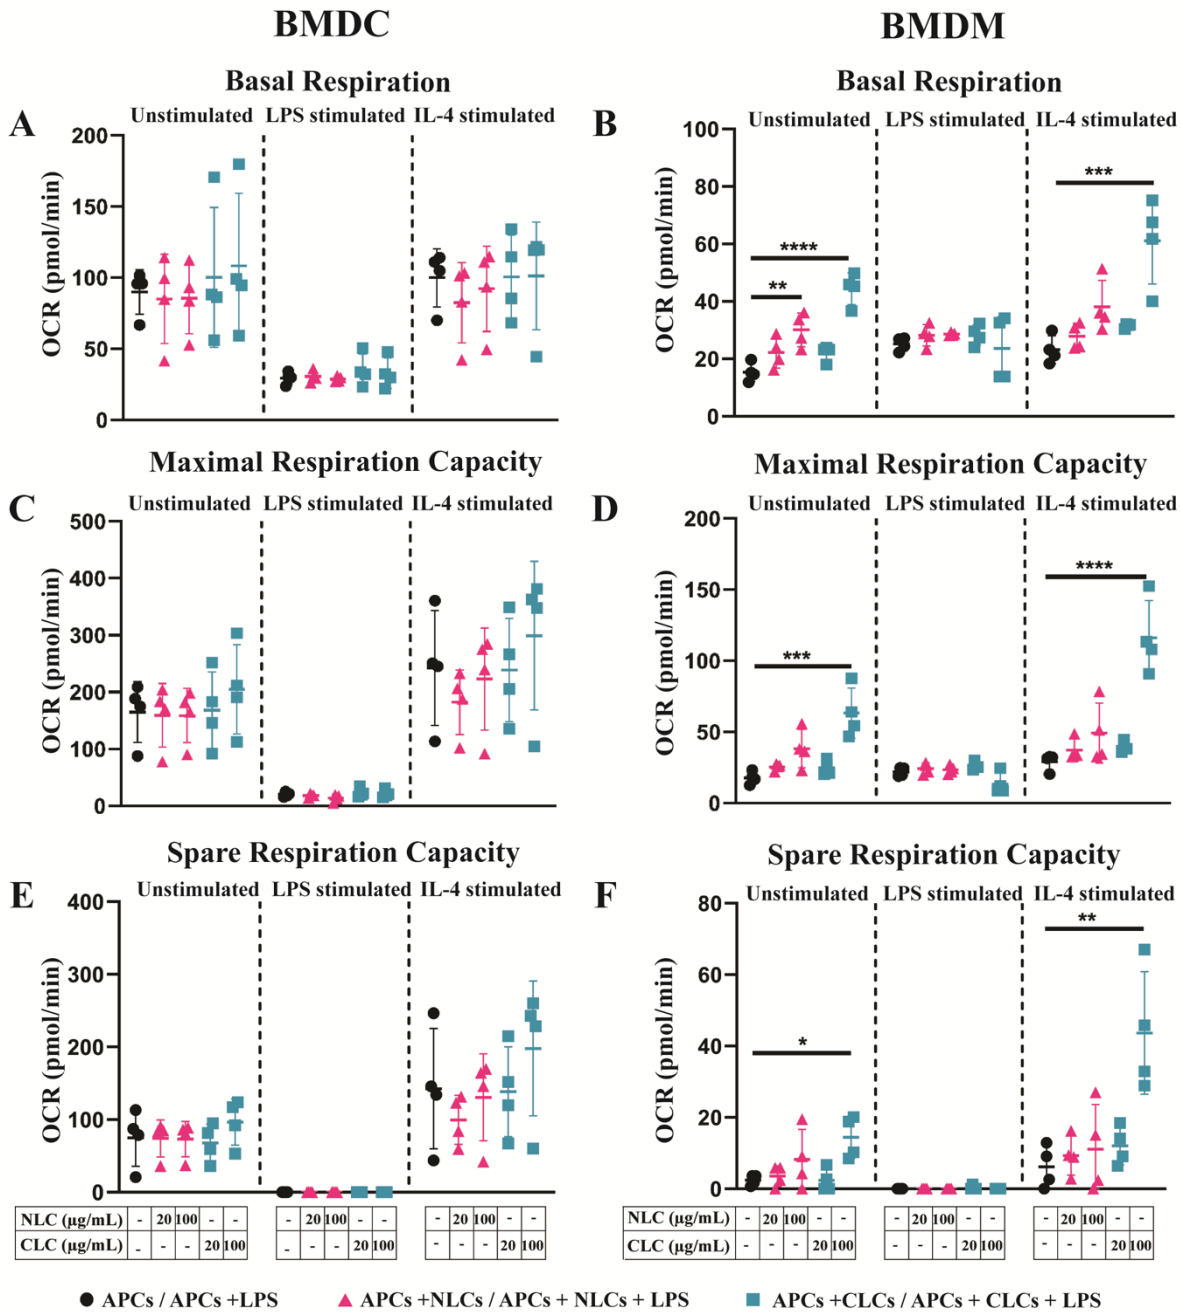 BMDC
BMDM
Basal Respiration
Basal Respiration
A
Unstimulated LPS stimulated IL-4 stimulated
B
Unstimulated LPS stimulated IL-4 stimulated
OCR (pmol/min)
200
150
100
50
0
OCR (pmol/min)
100
80
60
40
20
0
**
****
***
Maximal Respiration Capacity
Maximal Respiration Capacity
C
Unstimulated LPS stimulated IL-4 stimulated
D
Unstimulated LPS stimulated IL-4 stimulated
OCR (pmol/min)
500
400
300
200
100
0
OCR (pmol/min)
200
150
100
50
0
***
****
Spare Respiration Capacity
Spare Respiration Capacity
E
Unstimulated LPS stimulated IL-4 stimulated
F
Unstimulated LPS stimulated IL-4 stimulated
OCR (pmol/min)
400
300
200
100
0
OCR (pmol/min)
80
60
40
20
0
*
**
NLC (µg/mL) - 20 100 - - - 20 100 - - - 20 100 - -
CLC (µg/mL) - - - 20 100 - - - 20 100 - - - 20 100
NLC (µg/mL) - 20 100 - - - 20 100 - - - 20 100 - -
CLC (µg/mL) - - - 20 100 - - - 20 100 - - - 20 100
APCs / APCs +LPS
APCs +NLCs / APCs + NLCs + LPS
APCs +CLCs / APCs + CLCs + LPS